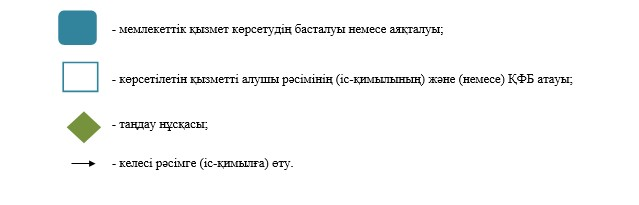 - мемлекеттік қызмет көрсетудің басталуы немесе аяқталуы;
- көрсетілетін қызметті алушы рәсімінің (іс-қимылының) және (немесе) ҚФБ атауы;
- таңдау нұсқасы;
- келесі рәсімге (іс-қимылға) өту.